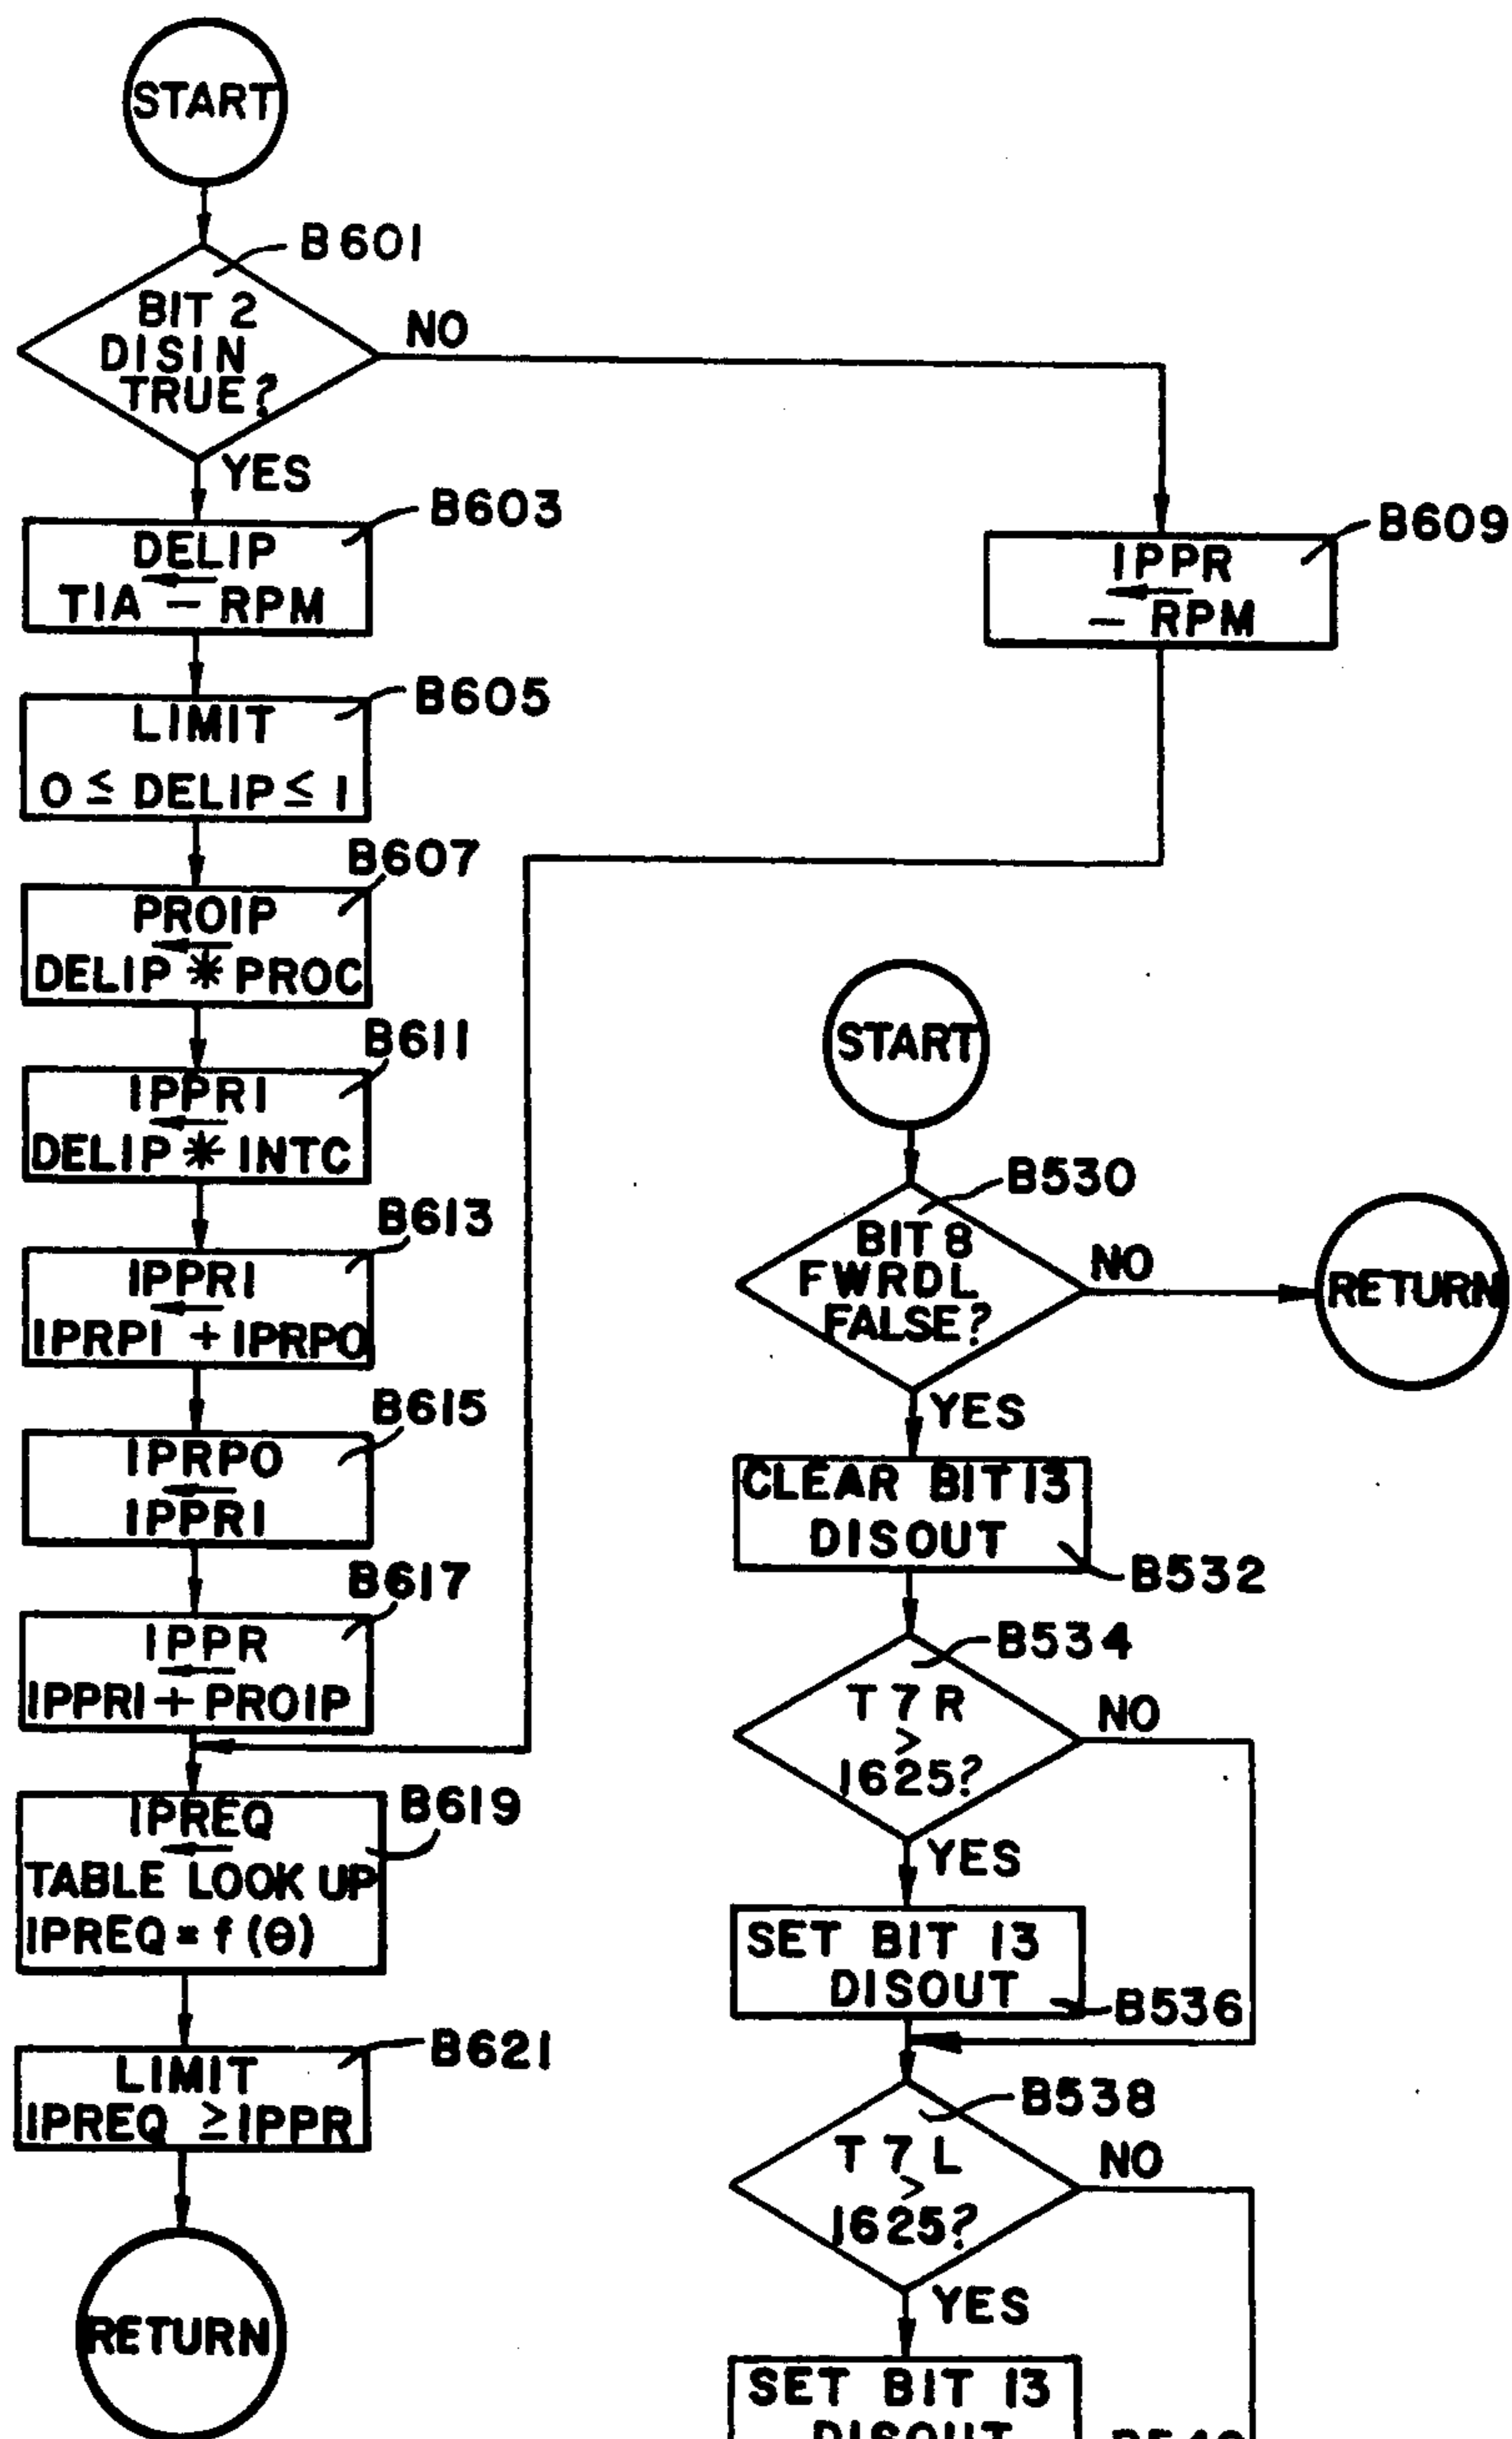 START
B601
BIT 2
DISIN
TRUE?
NO
YES
B603
DELIP
TIA - RPM
B605
LIMIT
0 ≤ DELIP ≤ 1
B607
PROIP
DELIP * PROC
B611
IPPRI
DELIP * INTC
B613
IPPRI
IPRPI + IPRPO
B615
IPRPO
IPPRI
B617
IPPR
IPPRI + PROIP
B619
IPREQ
TABLE LOOK UP
IPREQ = f (θ)
B621
LIMIT
IPREQ ≥ IPPR
RETURN
B609
IPPR
- RPM
START
B530
BIT 8
FWRDL
FALSE?
NO
RETURN
YES
CLEAR BIT 13
DISOUT
B532
B534
T 7 R
>
1625?
NO
YES
SET BIT 13
DISOUT
B536
B538
T 7 L
>
1625?
NO
YES
SET BIT 13
DISOUT